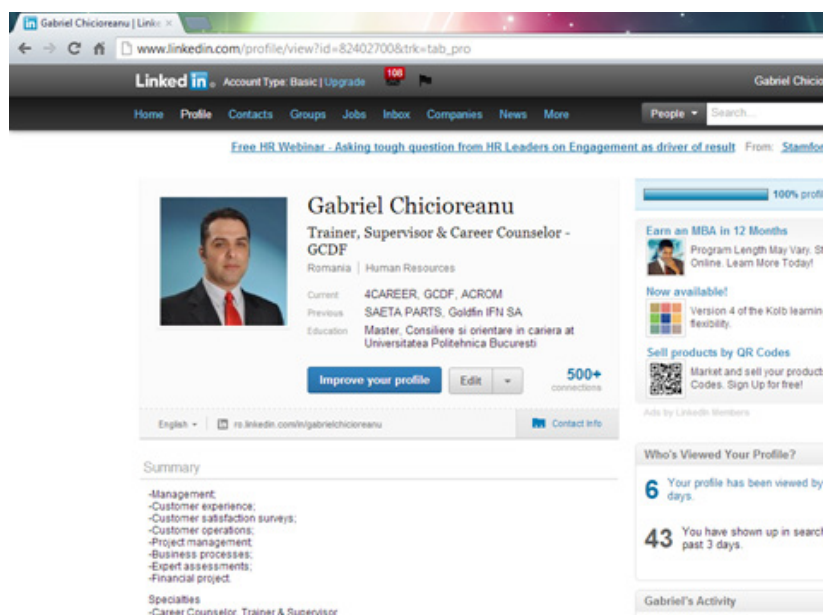 Gabriel Chicioreanu | Linke
www.linkedin.com/profile/view?id=82402700&trk=tab_pro
Linked in. Account Type: Basic | Upgrade 108 Gabriel Chicio
Home Profile Contacts Groups Jobs Inbox Companies News More People Search...
Free HR Webinar - Asking tough question from HR Leaders on Engagement as driver of result From: Stamfor
Gabriel Chicioreanu
Trainer, Supervisor & Career Counselor -
GCDF
Romania | Human Resources
Current 4CAREER, GCDF, ACROM
Previous SAETA PARTS, Goldfin IFN SA
Education Master, Consiliere si orientare in cariera at
Universitatea Politehnica Bucuresti
Improve your profile Edit 500+
connections
English ro.linkedin.com/in/gabrielchicioreanu Contact Info
Summary
-Management;
-Customer experience;
-Customer satisfaction surveys;
-Customer operations;
-Project management;
-Business processes;
-Expert assessments;
-Financial project.
Specialties
-Career Counselor, Trainer & Supervisor
100% profil
Earn an MBA in 12 Months
Program Length May Vary. St
Online. Learn More Today!
Now available!
Version 4 of the Kolb learnin
flexibility.
Sell products by QR Codes
Market and sell your products
Codes. Sign Up for free!
Ads by LinkedIn Members
Who's Viewed Your Profile?
6 Your profile has been viewed by
days.
43 You have shown up in search
past 3 days.
Gabriel's Activity